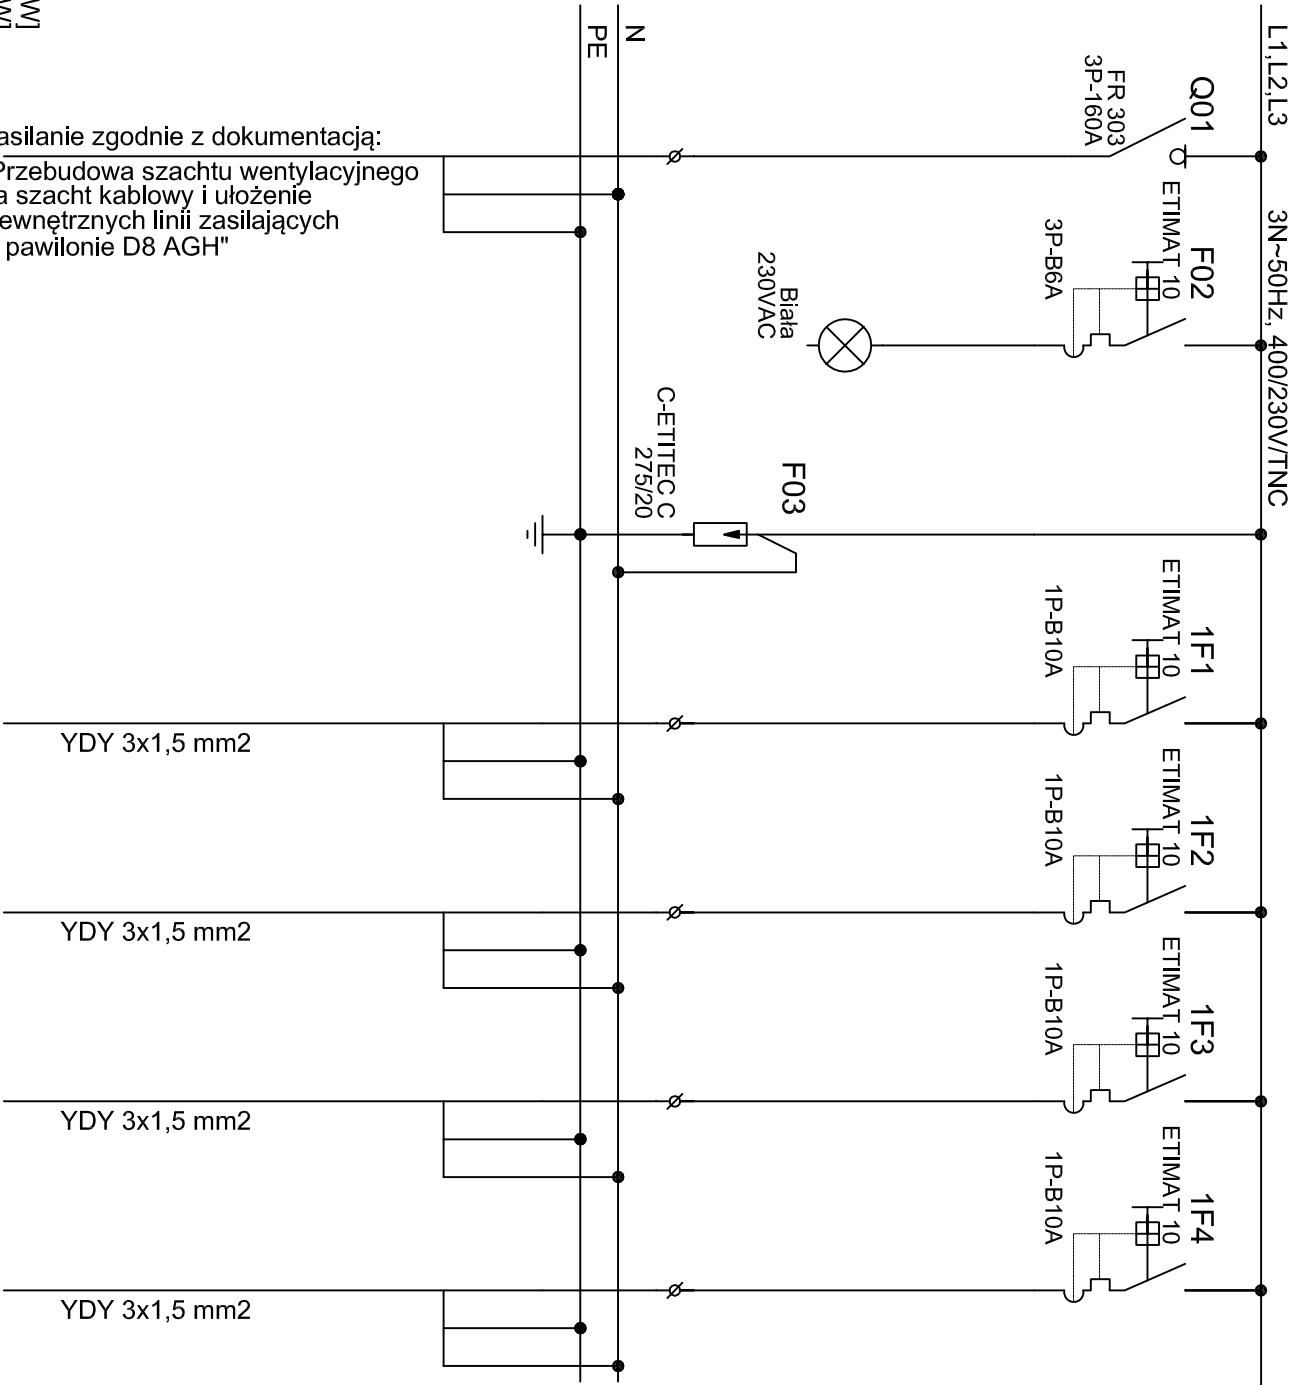 L1,L2,L3
3N~50Hz, 400/230V/TNC
Q01
FR 303
3P-160A
F02
ETIMAT 10
3P-B6A
Biała
230VAC
F03
C-ETITEC C
275/20
1F1
ETIMAT 10
1P-B10A
1F2
ETIMAT 10
1P-B10A
1F3
ETIMAT 10
1P-B10A
1F4
ETIMAT 10
1P-B10A
N
PE
asilanie zgodnie z dokumentacją:
Przebudowa szachtu wentylacyjnego
a szacht kablowy i ułożenie
ewnętrznych linii zasilających
pawilonie D8 AGH"
YDY 3x1,5 mm2
YDY 3x1,5 mm2
YDY 3x1,5 mm2
YDY 3x1,5 mm2
W]